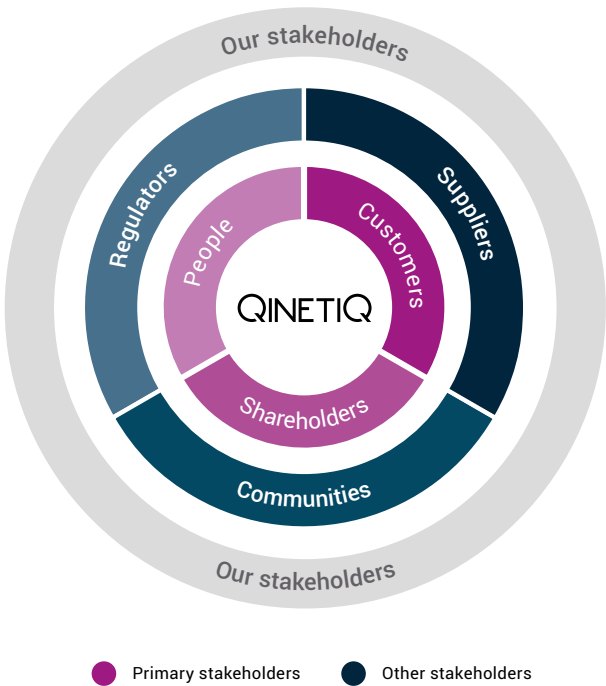 Our stakeholders
Regulators
Suppliers
People
Customers
QINETIQ
Shareholders
Communities
Our stakeholders
Primary stakeholders
Other stakeholders